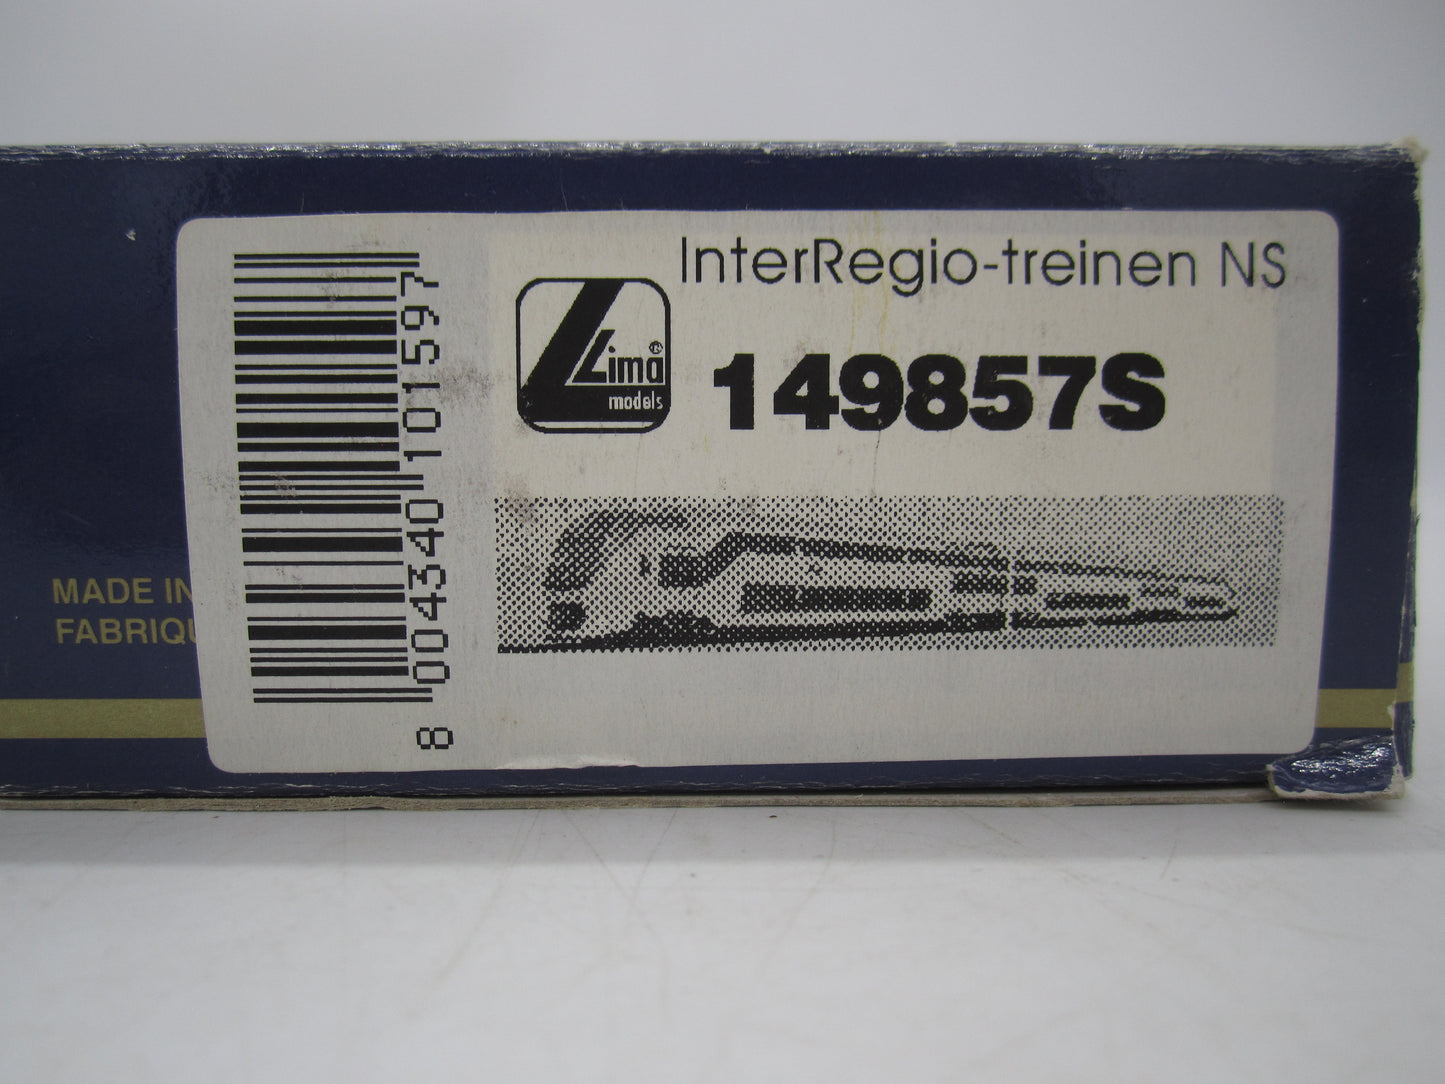 InterRegio-treinen NS
Lima®
models
149857S
8 004340 101597
MADE IN
FABRIQU